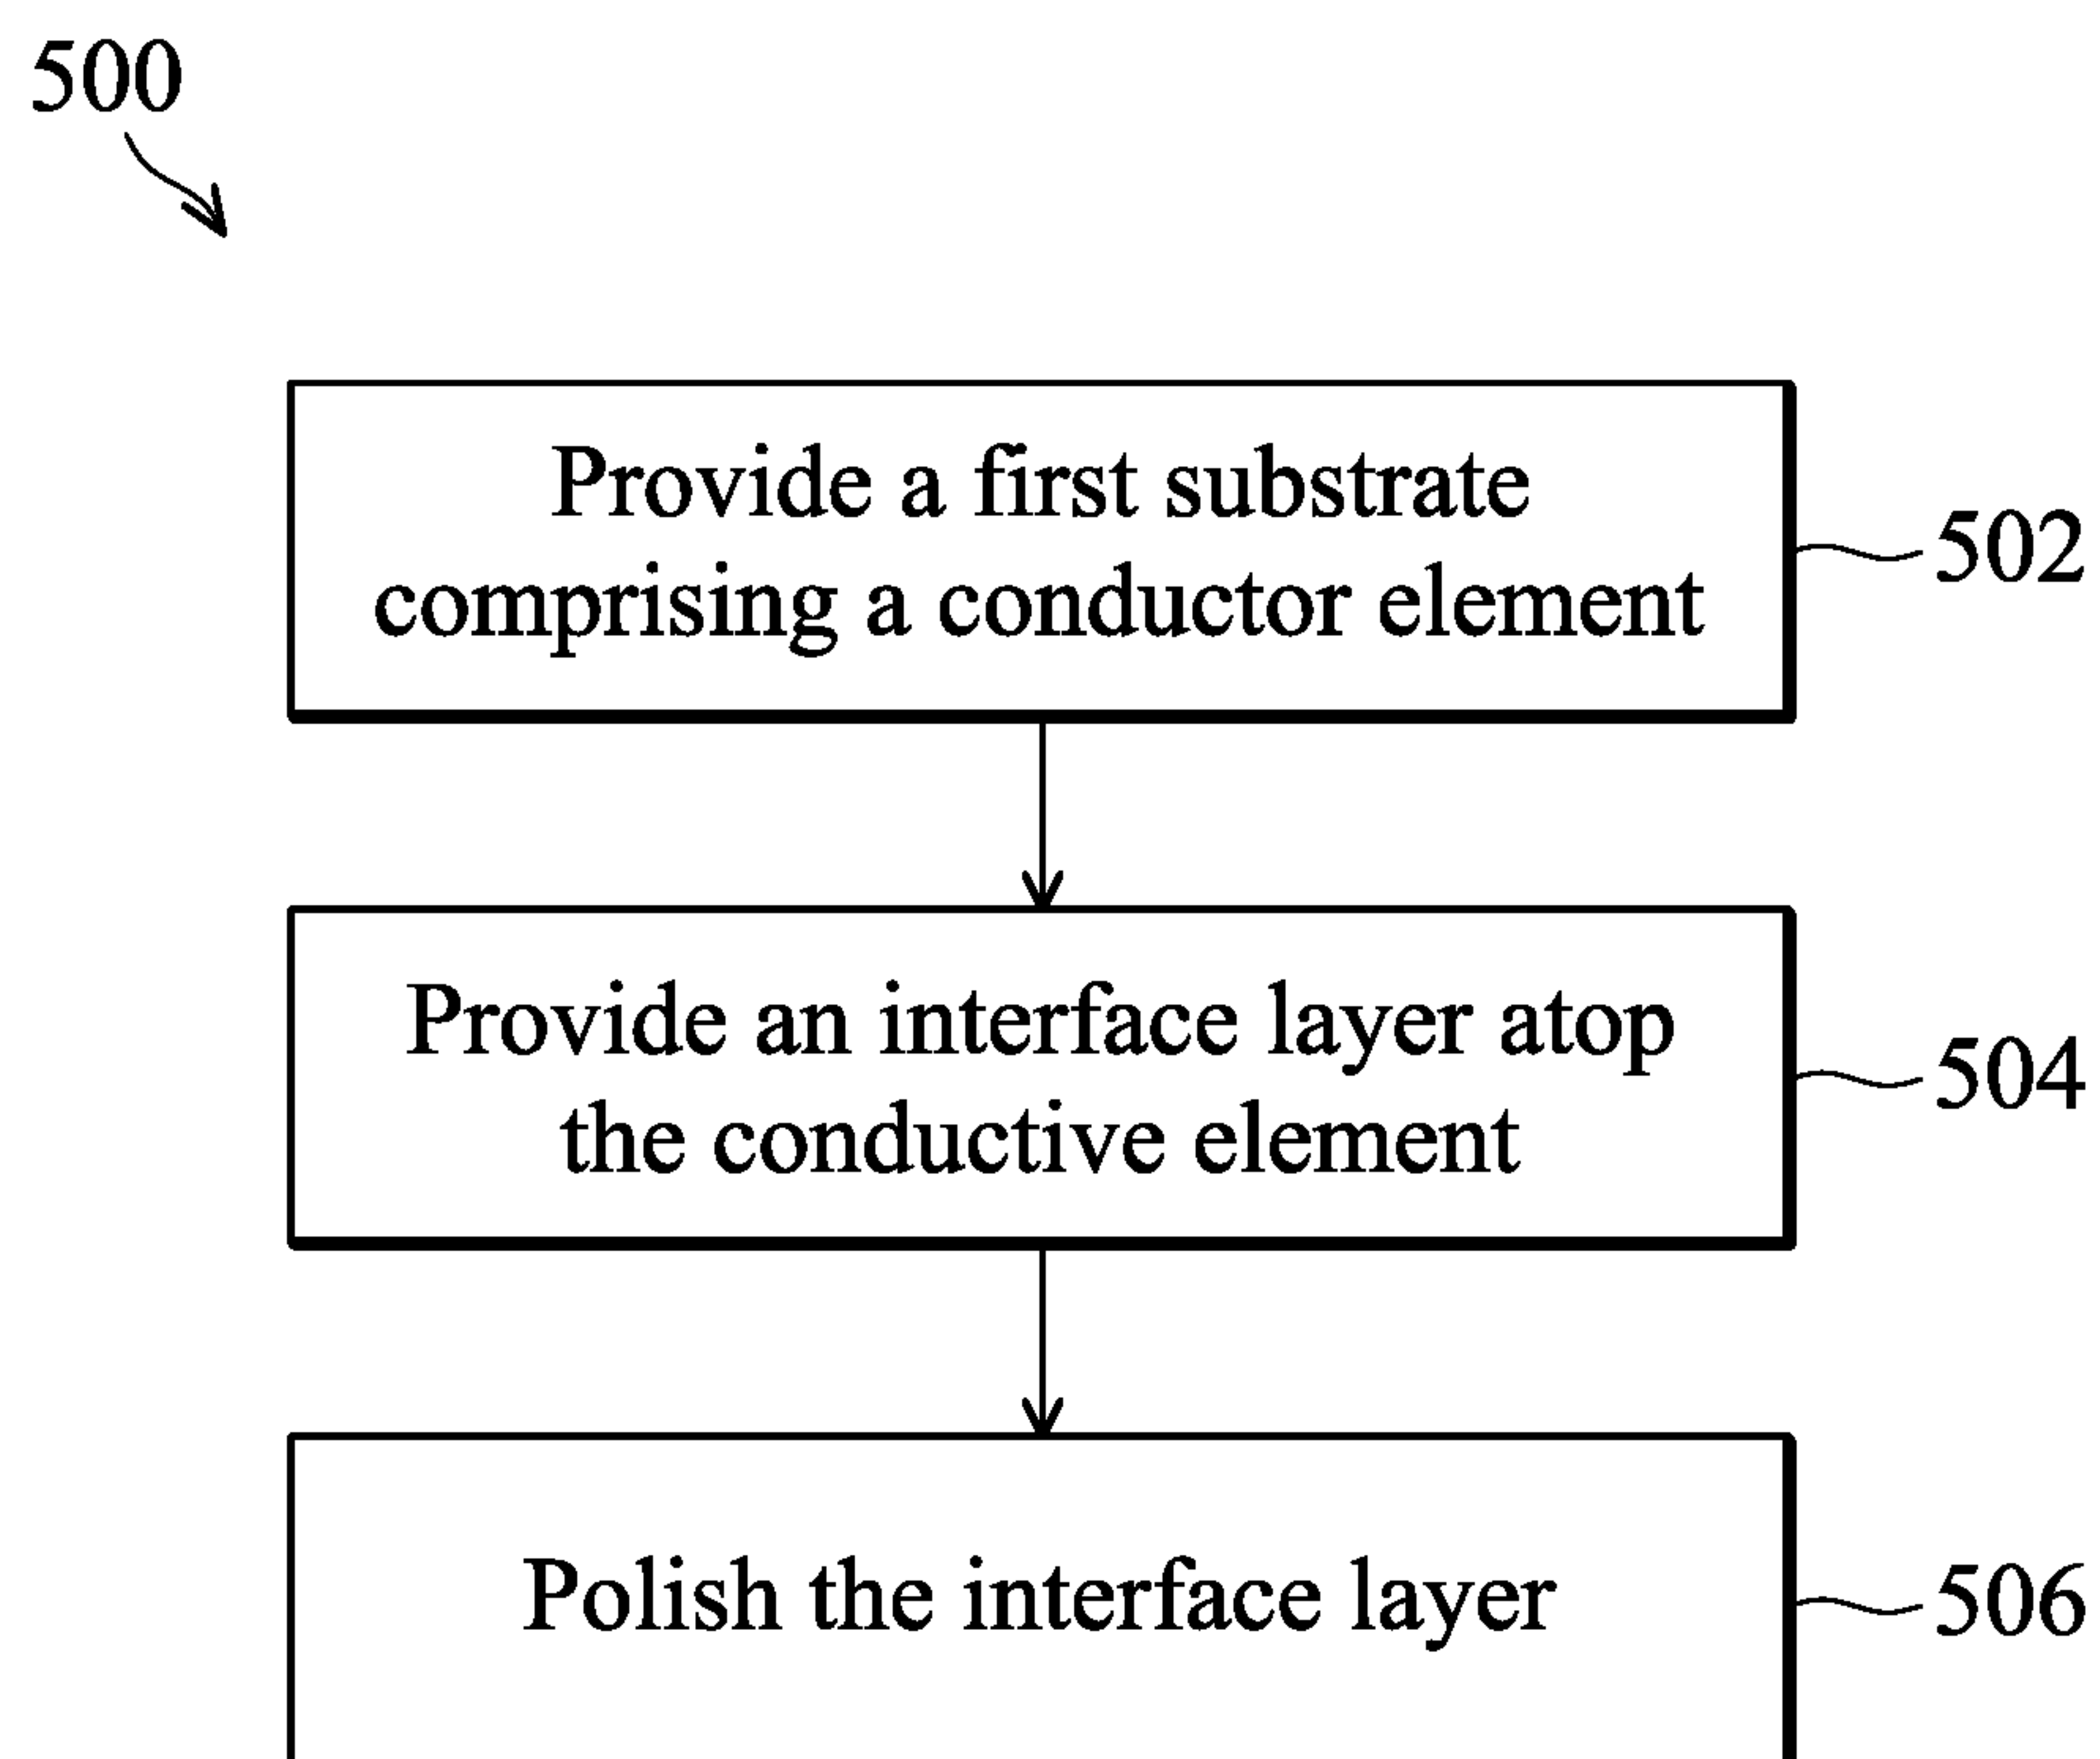 500
Provide a first substrate
comprising a conductor element
502
Provide an interface layer atop
the conductive element
504
Polish the interface layer
506